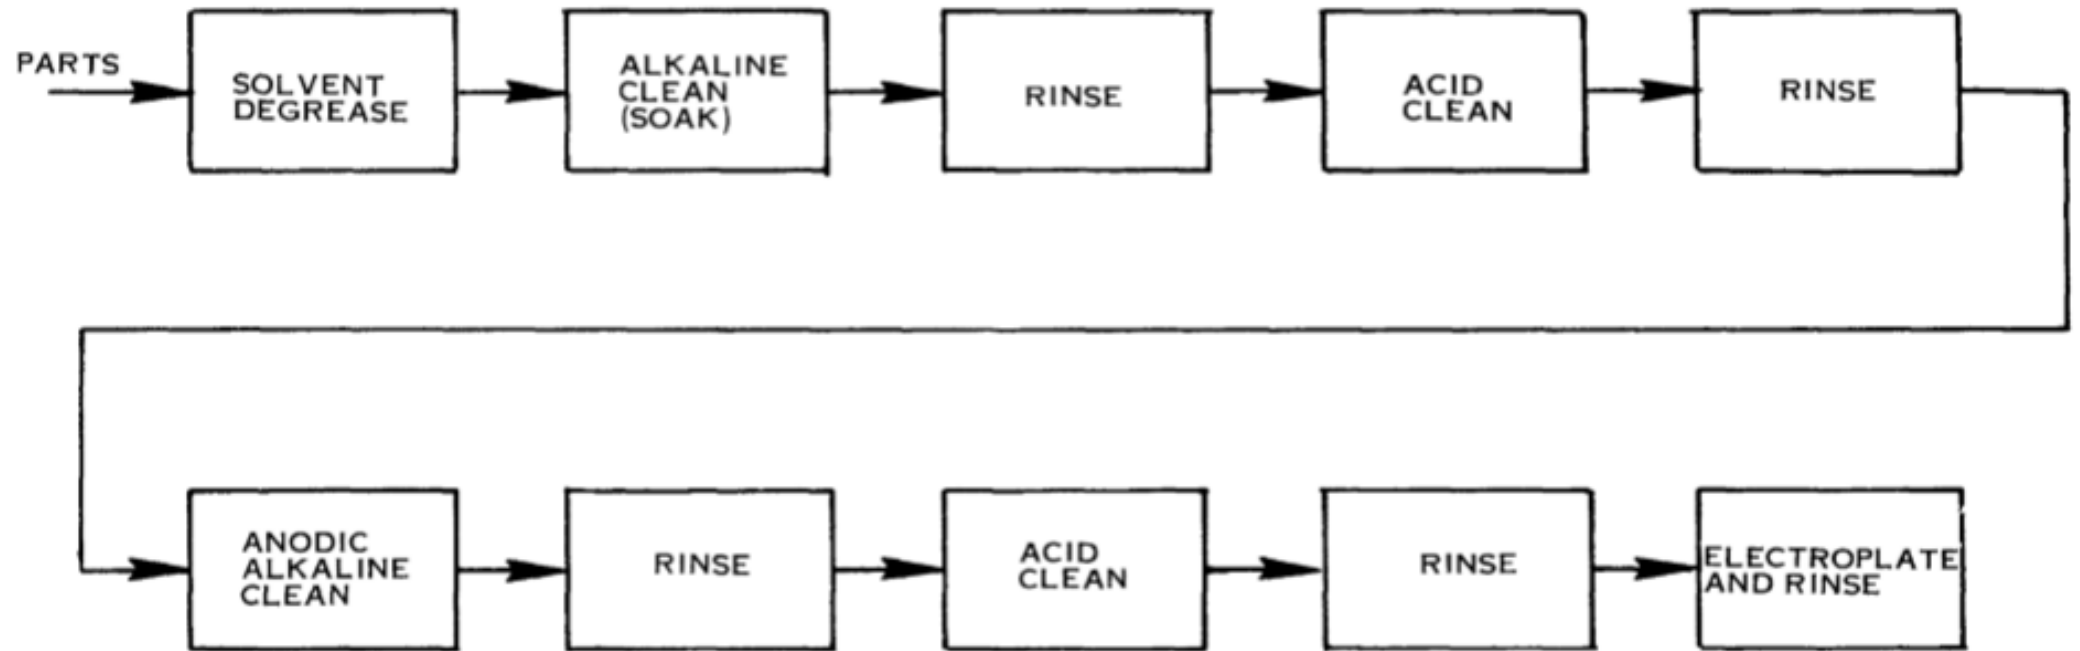 PARTS
SOLVENT
DEGREASE
ALKALINE
CLEAN
(SOAK)
RINSE
ACID
CLEAN
RINSE
ANODIC
ALKALINE
CLEAN
RINSE
ACID
CLEAN
RINSE
ELECTROPLATE
AND RINSE